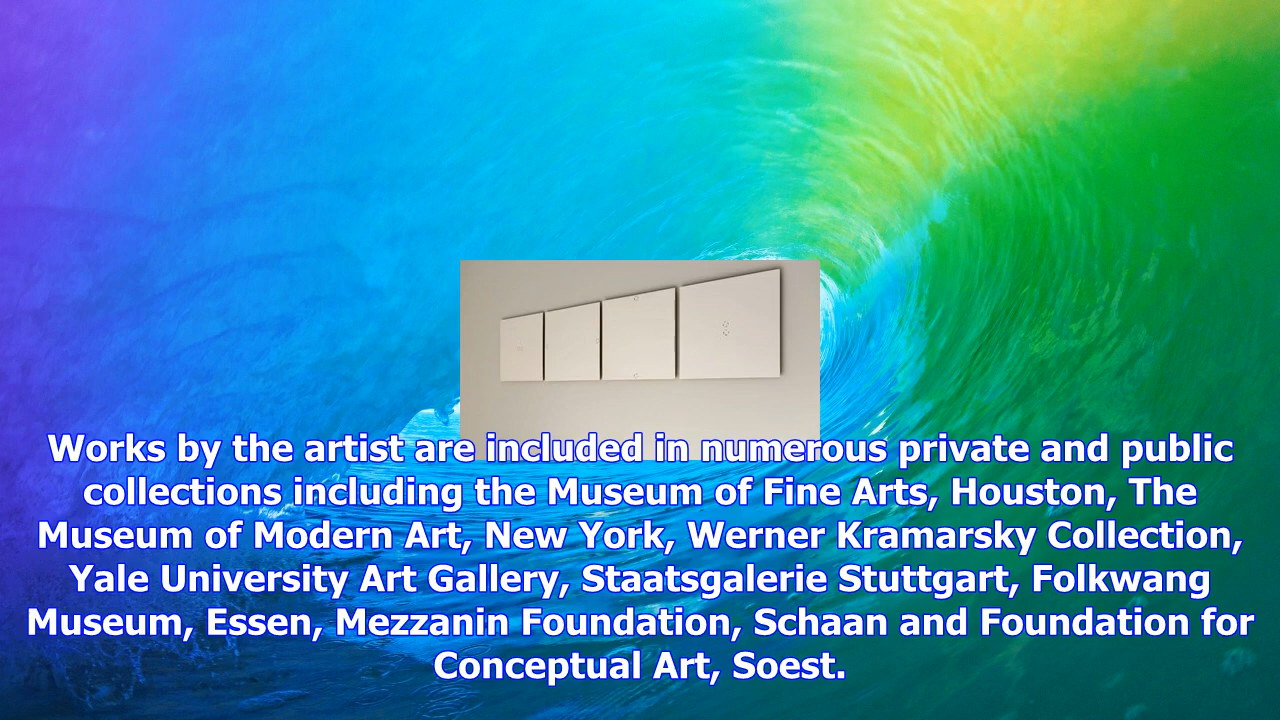 Works by the artist are included in numerous private and public
collections including the Museum of Fine Arts, Houston, The
Museum of Modern Art, New York, Werner Kramarsky Collection,
Yale University Art Gallery, Staatsgalerie Stuttgart, Folkwang
Museum, Essen, Mezzanin Foundation, Schaan and Foundation for
Conceptual Art, Soest.